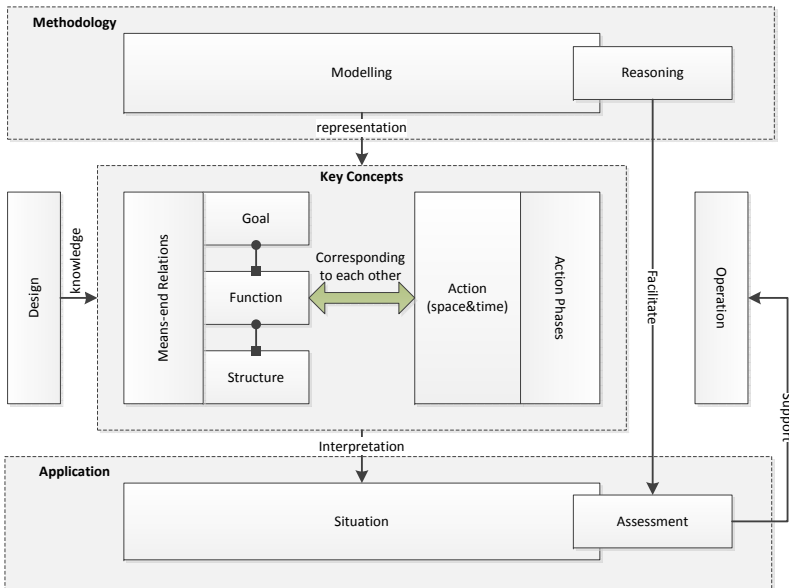 Methodology
Modelling
Reasoning
representation
Key Concepts
Design
knowledge
Means-end Relations
Goal
Function
Structure
Corresponding
to each other
Action
(space&time)
Action Phases
Facilitate
Operation
Support
Interpretation
Application
Situation
Assessment